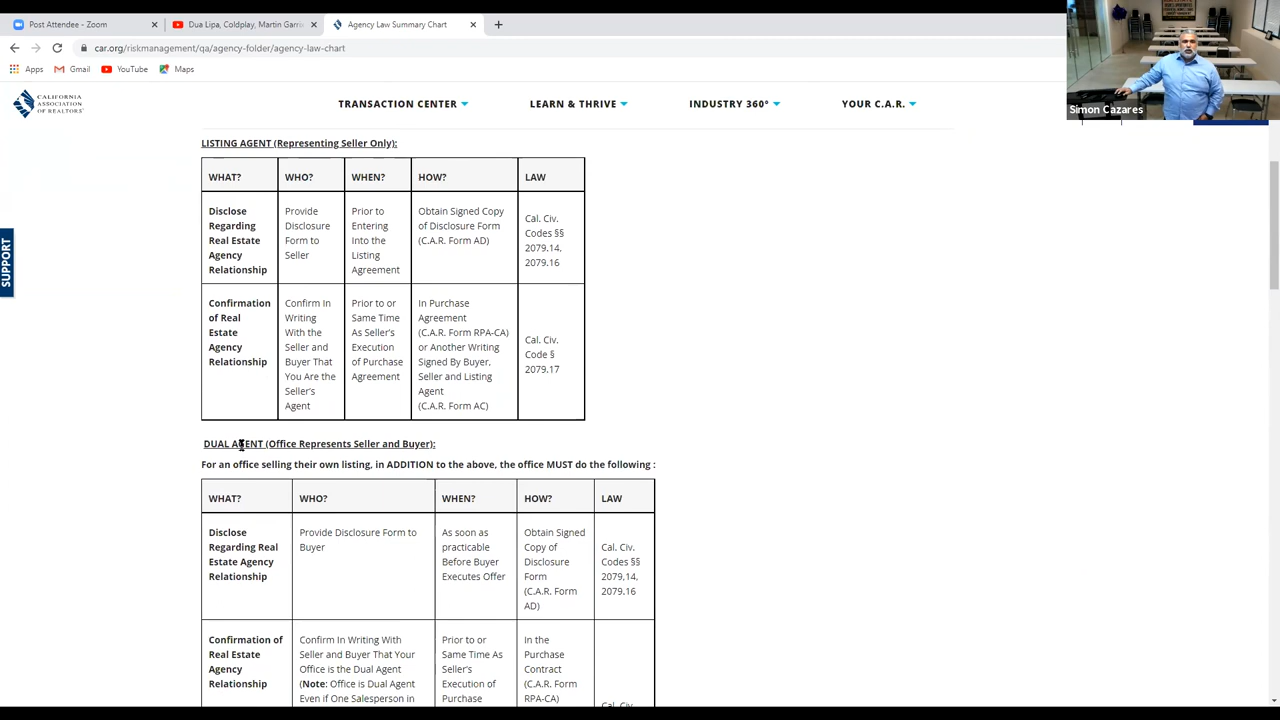 Post Attendee - Zoom
Dua Lipa, Coldplay, Martin Garri
Agency Law Summary Chart
car.org/riskmanagement/qa/agency-folder/agency-law-chart
Apps
Gmail
YouTube
Maps
Simon Cazares
CALIFORNIA
ASSOCIATION
OF REALTORS®
TRANSACTION CENTER
LEARN & THRIVE
INDUSTRY 360°
YOUR C.A.R.
SUPPORT
LISTING AGENT (Representing Seller Only):
WHAT?
WHO?
WHEN?
HOW?
LAW
Disclose
Regarding
Real Estate
Agency
Relationship
Provide
Disclosure
Form to
Seller
Prior to
Entering
Into the
Listing
Agreement
Obtain Signed Copy
of Disclosure Form
(C.A.R. Form AD)
Cal. Civ.
Codes §§
2079.14,
2079.16
Confirmation
of Real
Estate
Agency
Relationship
Confirm In
Writing
With the
Seller and
Buyer That
You Are the
Seller's
Agent
Prior to or
Same Time
As Seller's
Execution
of Purchase
Agreement
In Purchase
Agreement
(C.A.R. Form RPA-CA)
or Another Writing
Signed By Buyer,
Seller and Listing
Agent
(C.A.R. Form AC)
Cal. Civ.
Code §
2079.17
DUAL AGENT (Office Represents Seller and Buyer):
For an office selling their own listing, in ADDITION to the above, the office MUST do the following :
WHAT?
WHO?
WHEN?
HOW?
LAW
Disclose
Regarding Real
Estate Agency
Relationship
Provide Disclosure Form to
Buyer
As soon as
practicable
Before Buyer
Executes Offer
Obtain Signed
Copy of
Disclosure
Form
(C.A.R. Form
AD)
Cal. Civ.
Codes §§
2079.14,
2079.16
Confirmation of
Real Estate
Agency
Relationship
Confirm In Writing With
Seller and Buyer That Your
Office is the Dual Agent
(Note: Office is Dual Agent
Even if One Salesperson in
Prior to or
Same Time As
Seller's
Execution of
Purchase
In the
Purchase
Contract
(C.A.R. Form
RPA-CA)
Cal. Civ.